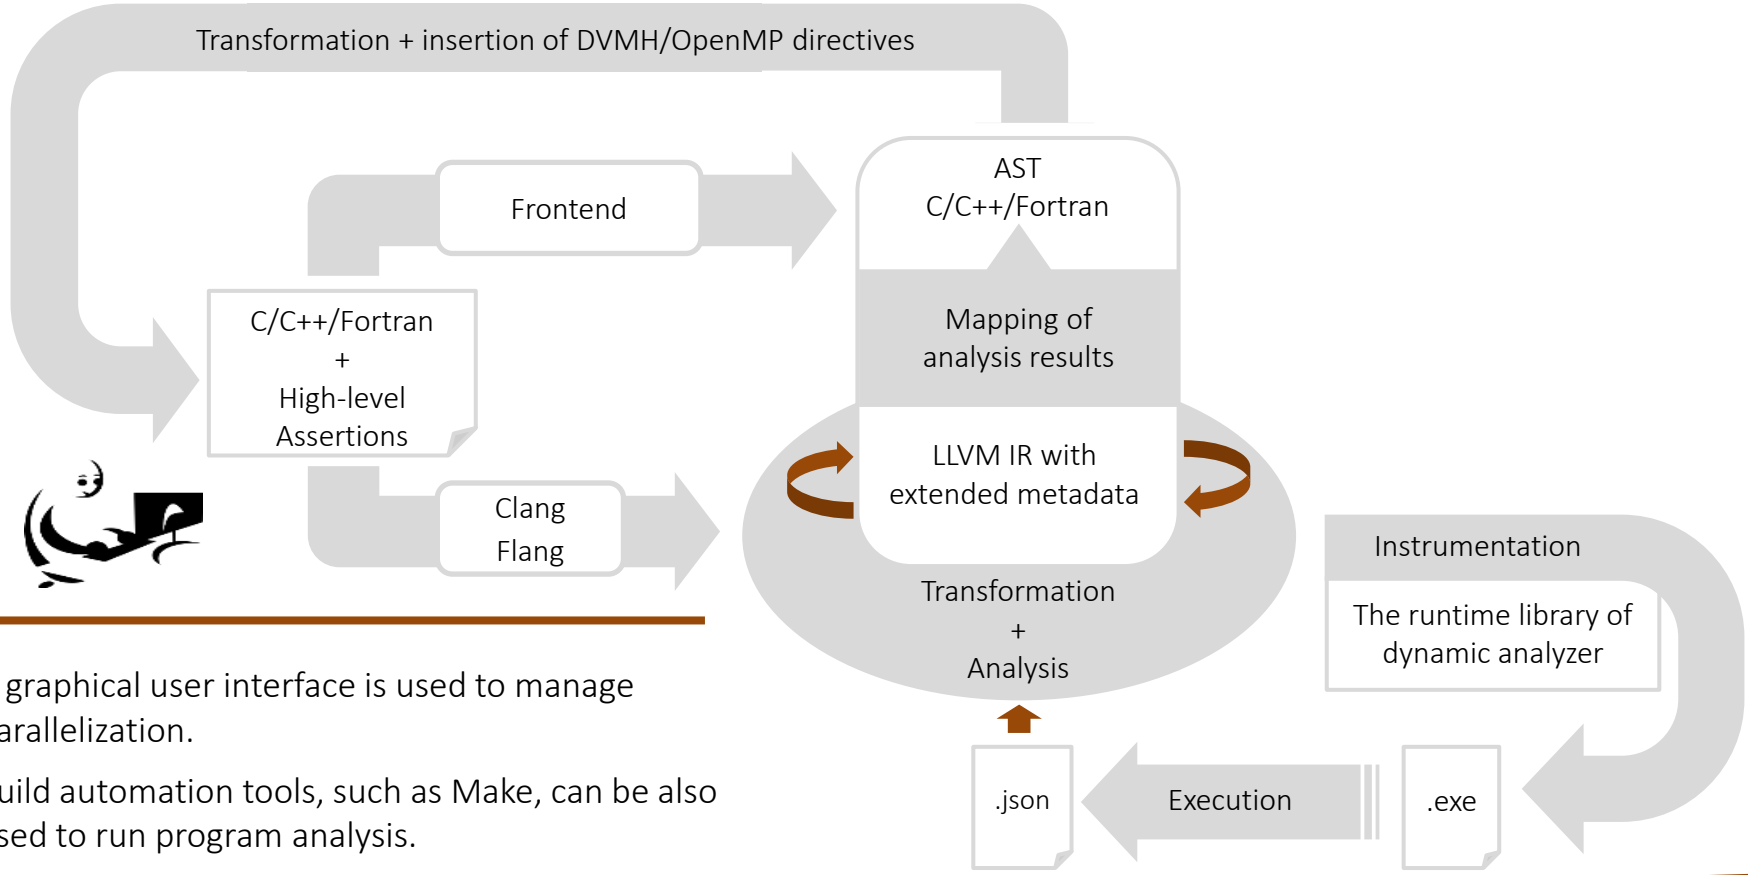 Transformation + insertion of DVMH/OpenMP directives
Frontend
AST
C/C++/Fortran
C/C++/Fortran
+
High-level
Assertions
Mapping of
analysis results
LLVM IR with
extended metadata
Clang
Flang
Transformation
+
Analysis
Instrumentation
The runtime library of
dynamic analyzer
graphical user interface is used to manage
arallelization.
uild automation tools, such as Make, can be also
sed to run program analysis.
.json
Execution
.exe